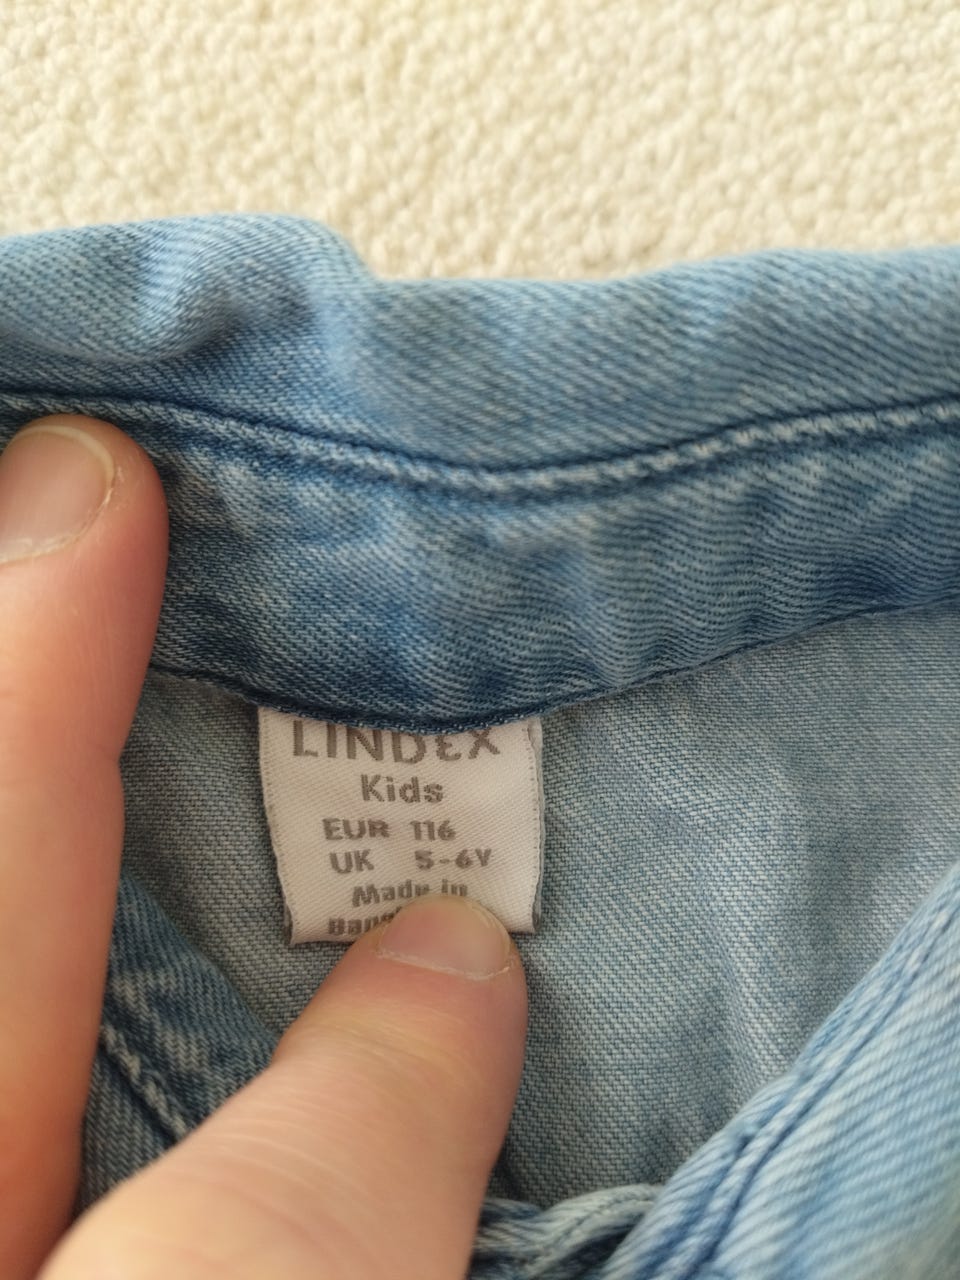 LINDEX
Kids
EUR 116
UK 5-6Y
Made in